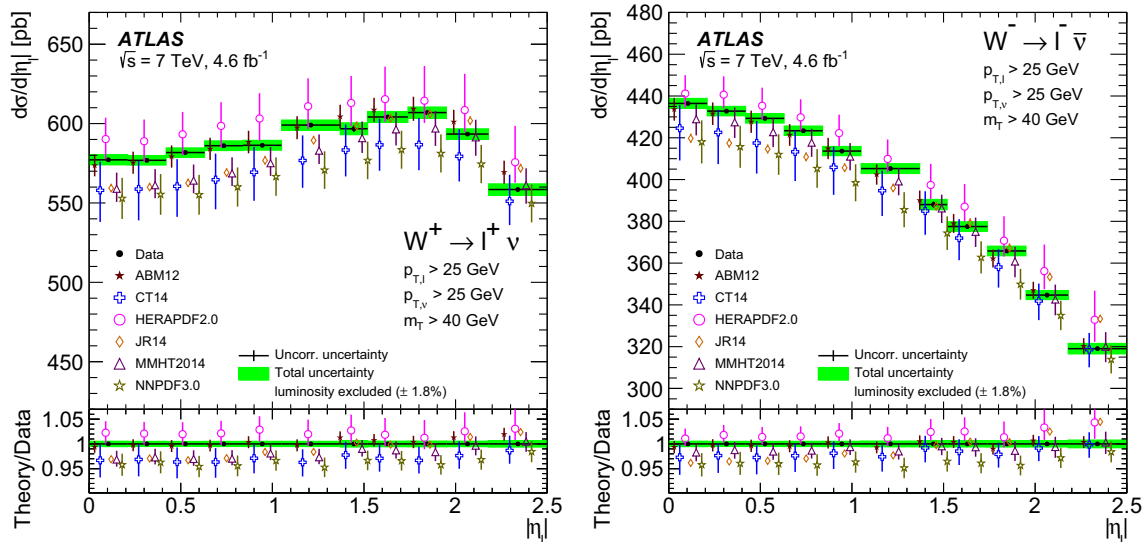 dσ/d|ηₗ| [pb]
650
600
550
500
450
ATLAS
√s = 7 TeV, 4.6 fb⁻¹
W⁺ → l⁺ ν
p_T,l > 25 GeV
p_T,ν > 25 GeV
m_T > 40 GeV
Data
ABM12
CT14
HERAPDF2.0
JR14
MMHT2014
NNPDF3.0
Uncorr. uncertainty
Total uncertainty
luminosity excluded (± 1.8%)
Theory/Data
1.05
1
0.95
0 0.5 1 1.5 2 2.5
|ηₗ|
dσ/d|ηₗ| [pb]
480
460
440
420
400
380
360
340
320
300
ATLAS
√s = 7 TeV, 4.6 fb⁻¹
W⁻ → l⁻ ν̄
p_T,l > 25 GeV
p_T,ν > 25 GeV
m_T > 40 GeV
Data
ABM12
CT14
HERAPDF2.0
JR14
MMHT2014
NNPDF3.0
Uncorr. uncertainty
Total uncertainty
luminosity excluded (± 1.8%)
Theory/Data
1.05
1
0.95
0 0.5 1 1.5 2 2.5
|ηₗ|